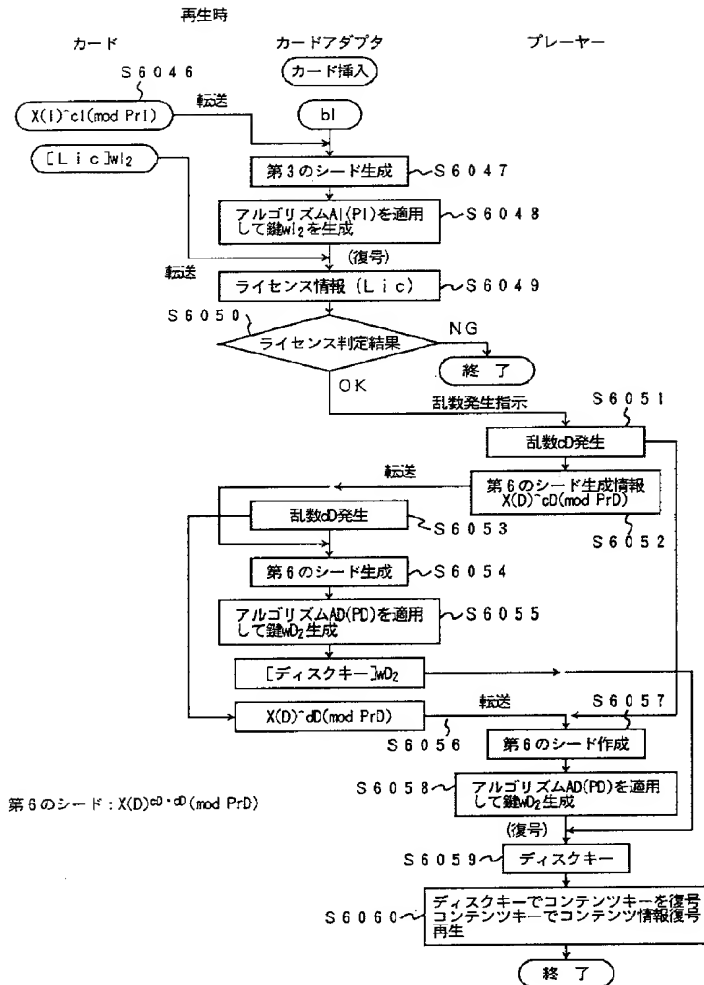 再生時
カード
カードアダプタ
プレーヤー
S6046
カード挿入
X(I)^cI(mod PrI)
転送
bI
[Lic]wI₂
第3のシード生成
S6047
アルゴリズムAI(PI)を適用
して鍵wI₂を生成
S6048
(復号)
転送
ライセンス情報 (Lic)
S6049
S6050
ライセンス判定結果
NG
終 了
OK
乱数発生指示
S6051
乱数cD発生
転送
第6のシード生成情報
X(D)^cD(mod PrD)
乱数dD発生
S6053
S6052
第6のシード生成
S6054
アルゴリズムAD(PD)を適用
して鍵wD₂生成
S6055
[ディスクキー]wD₂
S6057
X(D)^dD(mod PrD)
転送
S6056
第6のシード作成
S6058
アルゴリズムAD(PD)を適用
して鍵wD₂生成
第6のシード:X(D)^cD・dD (mod PrD)
(復号)
S6059
ディスクキー
S6060
ディスクキーでコンテンツキーを復号
コンテンツキーでコンテンツ情報復号
再生
終 了